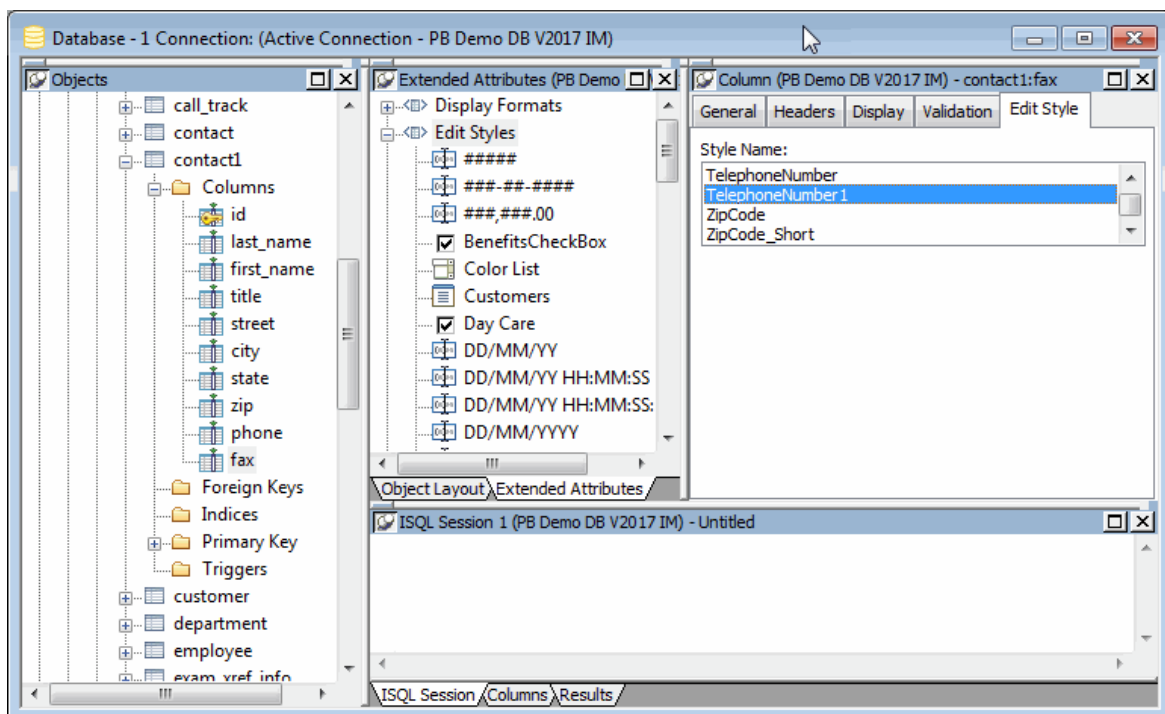 Database - 1 Connection: (Active Connection - PB Demo DB V2017 IM)
Objects
call_track
contact
contact1
Columns
id
last_name
first_name
title
street
city
state
zip
phone
fax
Foreign Keys
Indices
Primary Key
Triggers
customer
department
employee
exam_xref_info
Extended Attributes (PB Demo
Display Formats
Edit Styles
#####
###-##-####
###,###.00
BenefitsCheckBox
Color List
Customers
Day Care
DD/MM/YY
DD/MM/YY HH:MM:SS
DD/MM/YY HH:MM:SS:
DD/MM/YYYY
Object Layout Extended Attributes
Column (PB Demo DB V2017 IM) - contact1:fax
General Headers Display Validation Edit Style
Style Name:
TelephoneNumber
TelephoneNumber1
ZipCode
ZipCode_Short
ISQL Session 1 (PB Demo DB V2017 IM) - Untitled
ISQL Session Columns Results